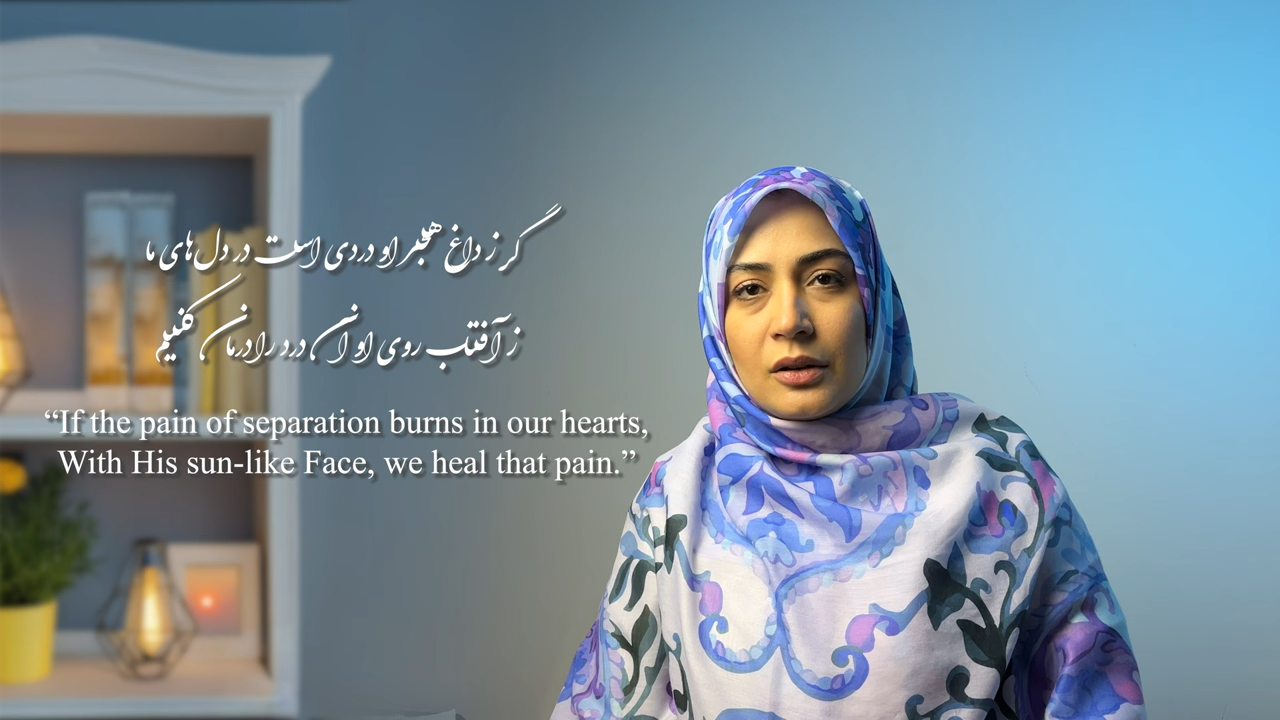 گر ز داغ هجر او دردی است در دل‌های ما
ز آفتاب روی او آن درد را درمان کنیم
“If the pain of separation burns in our hearts,
With His sun-like Face, we heal that pain.”